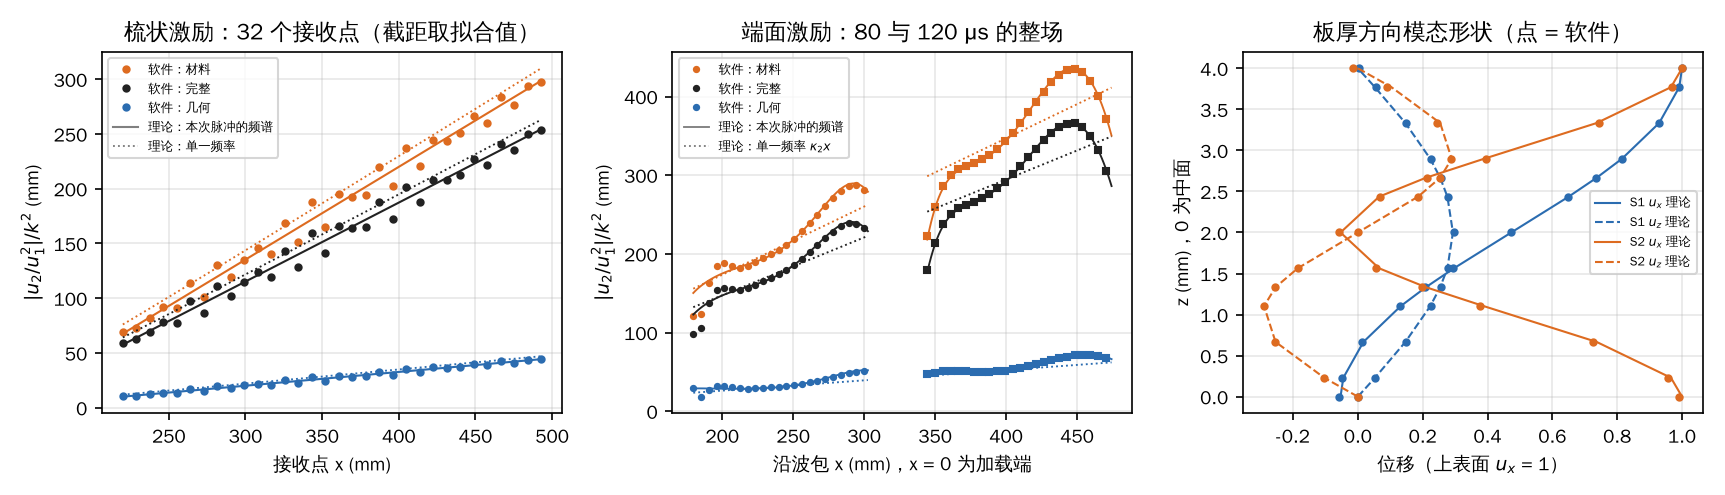 梳状激励：32 个接收点（截距取拟合值）
|u₂/u₁²|/k² (mm)
300
250
200
150
100
50
0
软件：材料
软件：完整
软件：几何
理论：本次脉冲的频谱
理论：单一频率
250 300 350 400 450 500
接收点 x (mm)
端面激励：80 与 120 μs 的整场
|u₂/u₁²|/k² (mm)
400
300
200
100
0
软件：材料
软件：完整
软件：几何
理论：本次脉冲的频谱
理论：单一频率 κ₂x
200 250 300 350 400 450
沿波包 x (mm)，x = 0 为加载端
板厚方向模态形状（点 = 软件）
z (mm)，0 为中面
4.0
3.5
3.0
2.5
2.0
1.5
1.0
0.5
0.0
S1 uₓ 理论
S1 u_z 理论
S2 uₓ 理论
S2 u_z 理论
-0.2 0.0 0.2 0.4 0.6 0.8 1.0
位移（上表面 uₓ = 1）